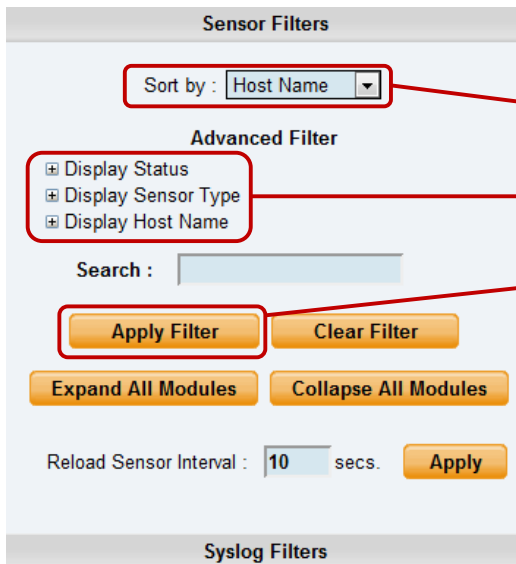 Sensor Filters
Sort by : Host Name
Advanced Filter
Display Status
Display Sensor Type
Display Host Name
Search :
Apply Filter Clear Filter
Expand All Modules Collapse All Modules
Reload Sensor Interval : 10 secs. Apply
Syslog Filters